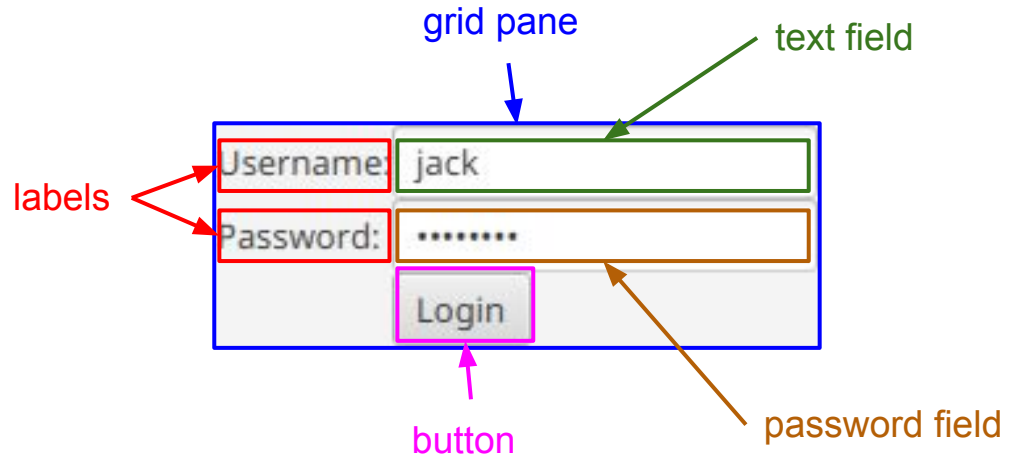 grid pane
text field
Username: jack
labels
Password: ••••••••
Login
password field
button